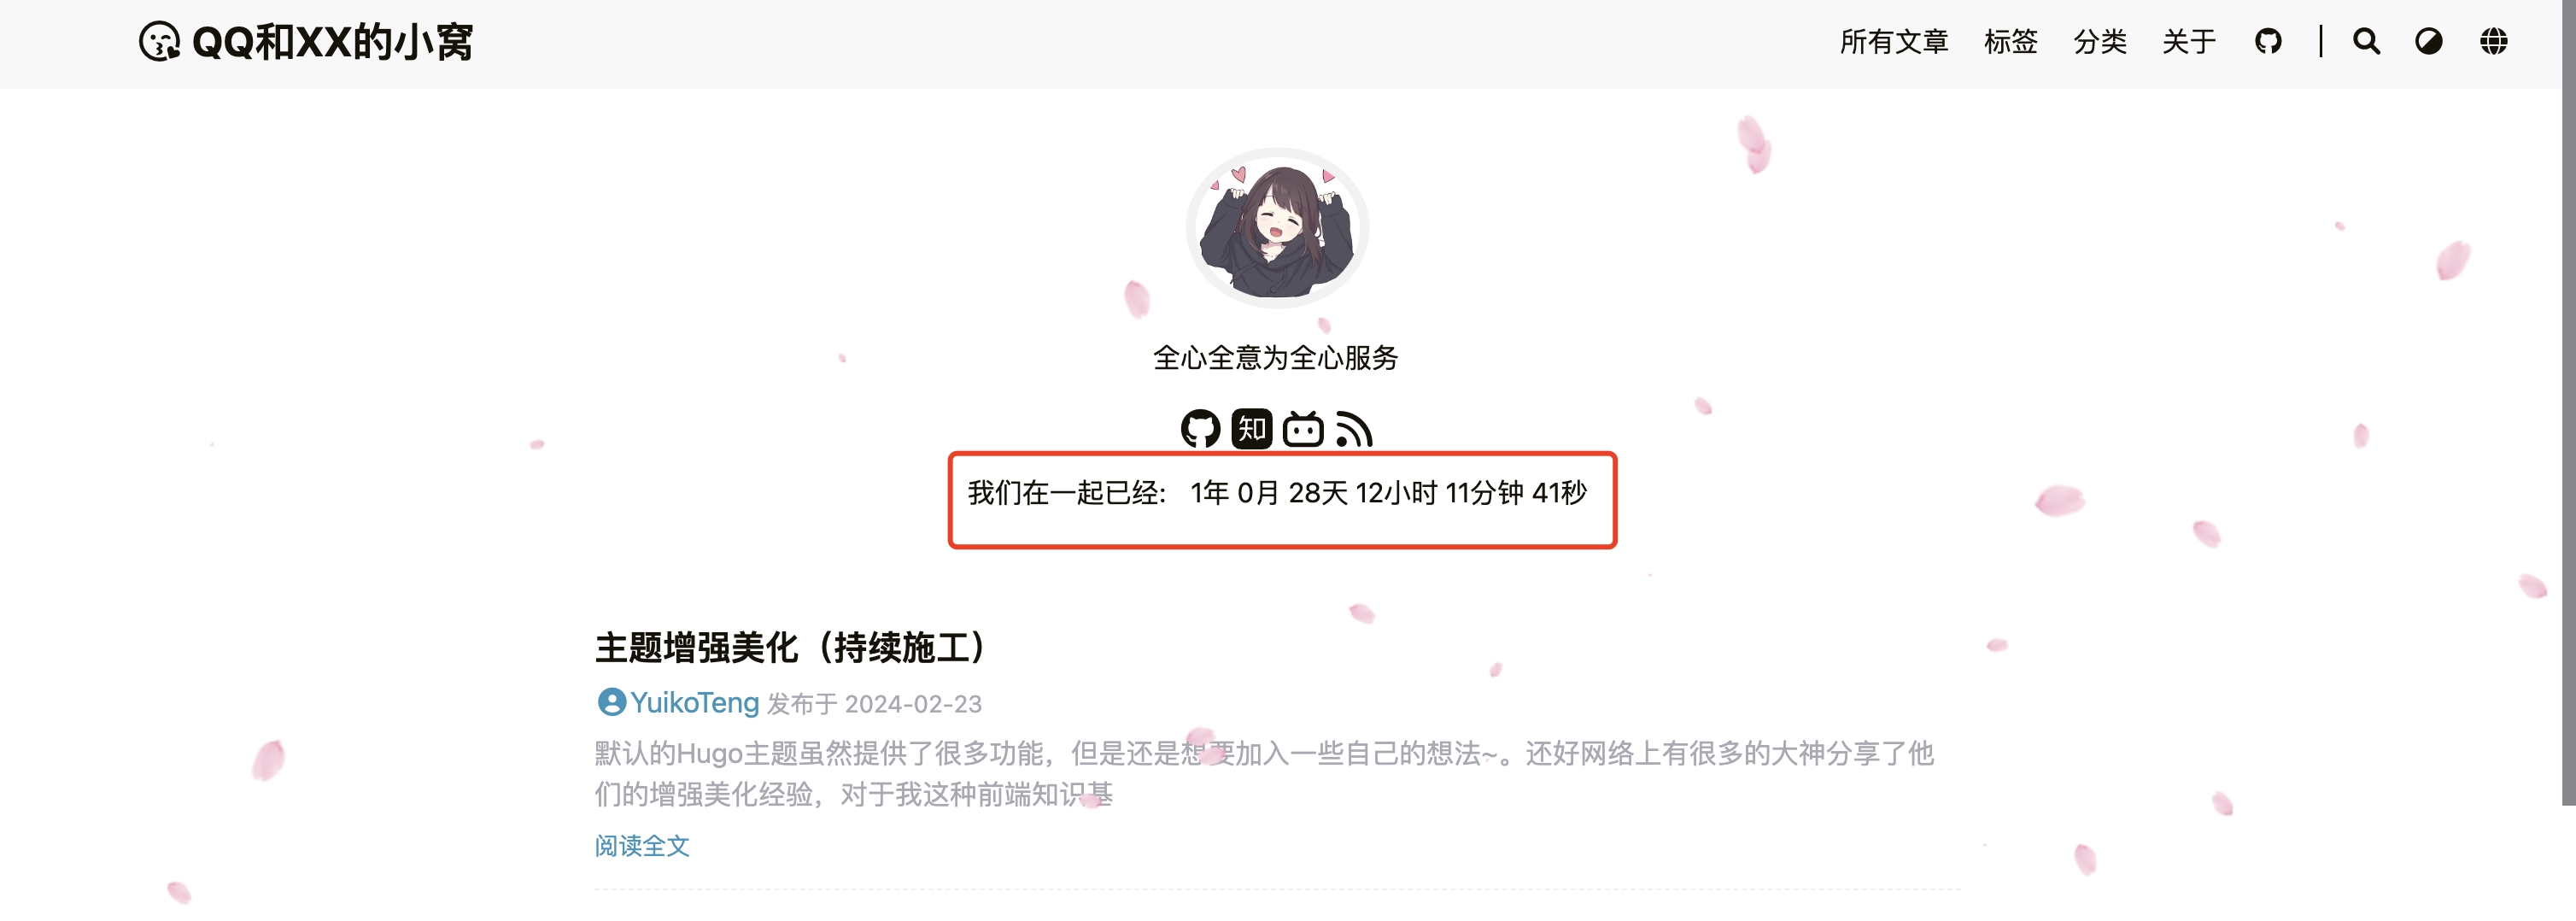 QQ和XX的小窝
所有文章 标签 分类 关于
全心全意为全心服务
知
我们在一起已经: 1年 0月 28天 12小时 11分钟 41秒
主题增强美化（持续施工）
YuikoTeng 发布于 2024-02-23
默认的Hugo主题虽然提供了很多功能，但是还是想要加入一些自己的想法~。还好网络上有很多的大神分享了他
们的增强美化经验，对于我这种前端知识基
阅读全文